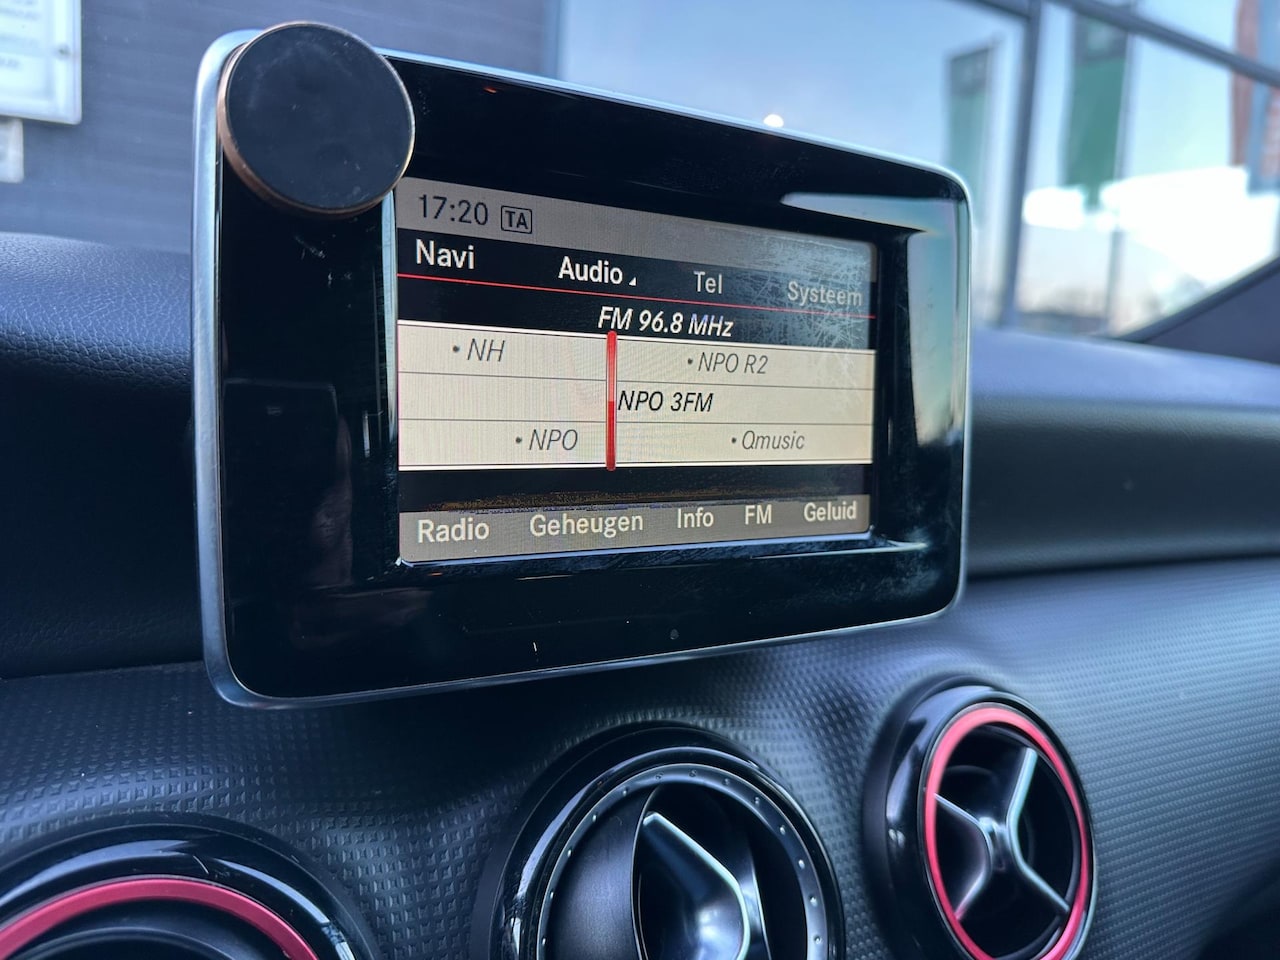 17:20 TA
Navi Audio Tel Systeem
FM 96.8 MHz
• NH • NPO R2
NPO 3FM
• NPO • Qmusic
Radio Geheugen Info FM Geluid